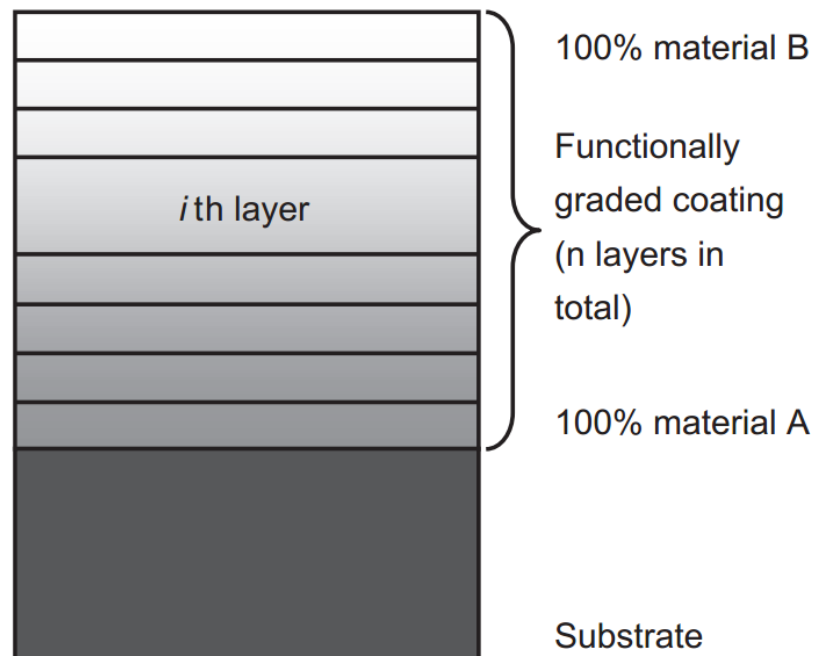 100% material B
Functionally
graded coating
i th layer
(n layers in
total)
100% material A
Substrate